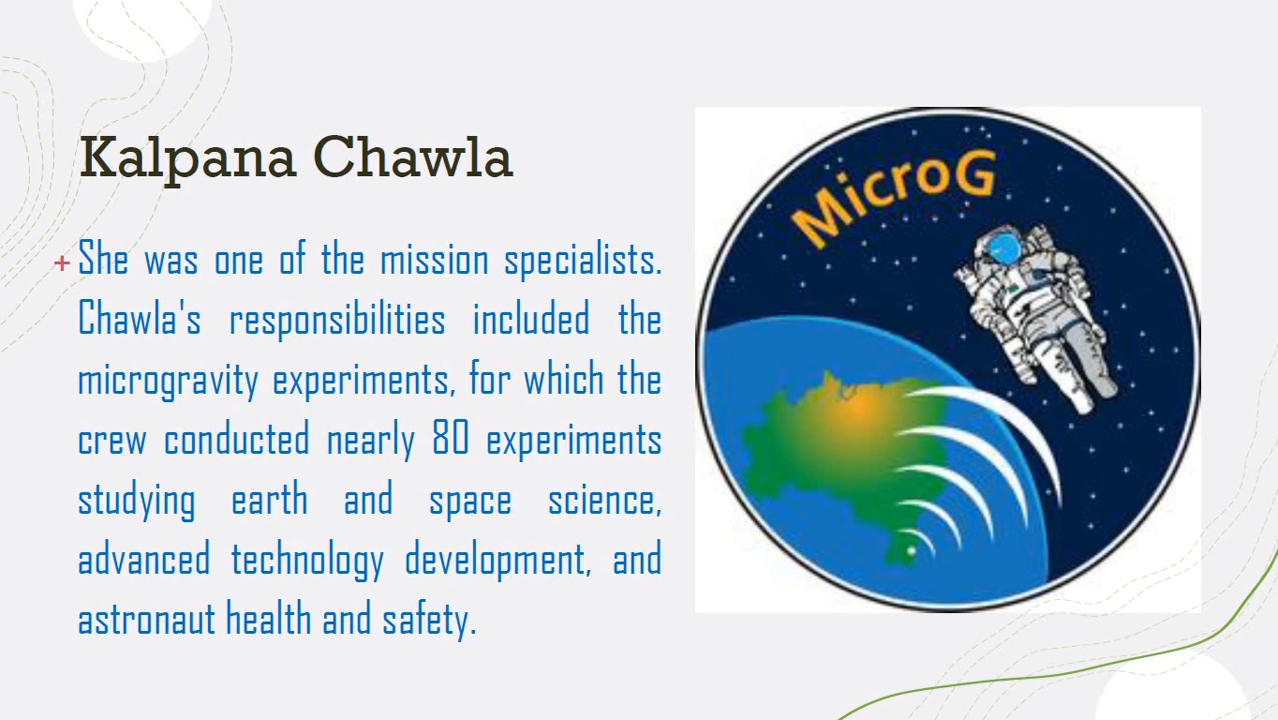 Kalpana Chawla
+ She was one of the mission specialists.
Chawla's responsibilities included the
microgravity experiments, for which the
crew conducted nearly 80 experiments
studying earth and space science,
advanced technology development, and
astronaut health and safety.
MicroG